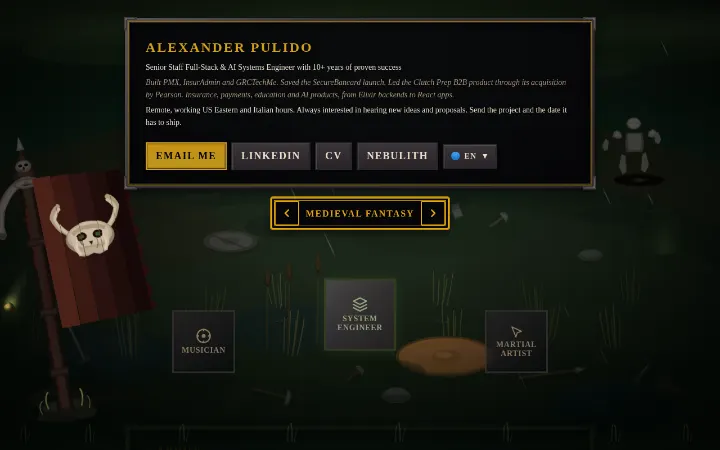 ALEXANDER PULIDO
Senior Staff Full-Stack & AI Systems Engineer with 10+ years of proven success
Built PMX, InsurAdmin and GRCTechMe. Saved the SecureBoncard launch. Led the Clutch Prep B2B product through its acquisition
by Pearson. Insurance, payments, education and AI products, from Elixir backends to React apps.
Remote, working US Eastern and Italian hours. Always interested in hearing new ideas and proposals. Send the project and the date it
has to ship.
EMAIL ME LINKEDIN CV NEBULITH EN ▼
MEDIEVAL FANTASY
SYSTEM
ENGINEER
MUSICIAN
MARTIAL
ARTIST